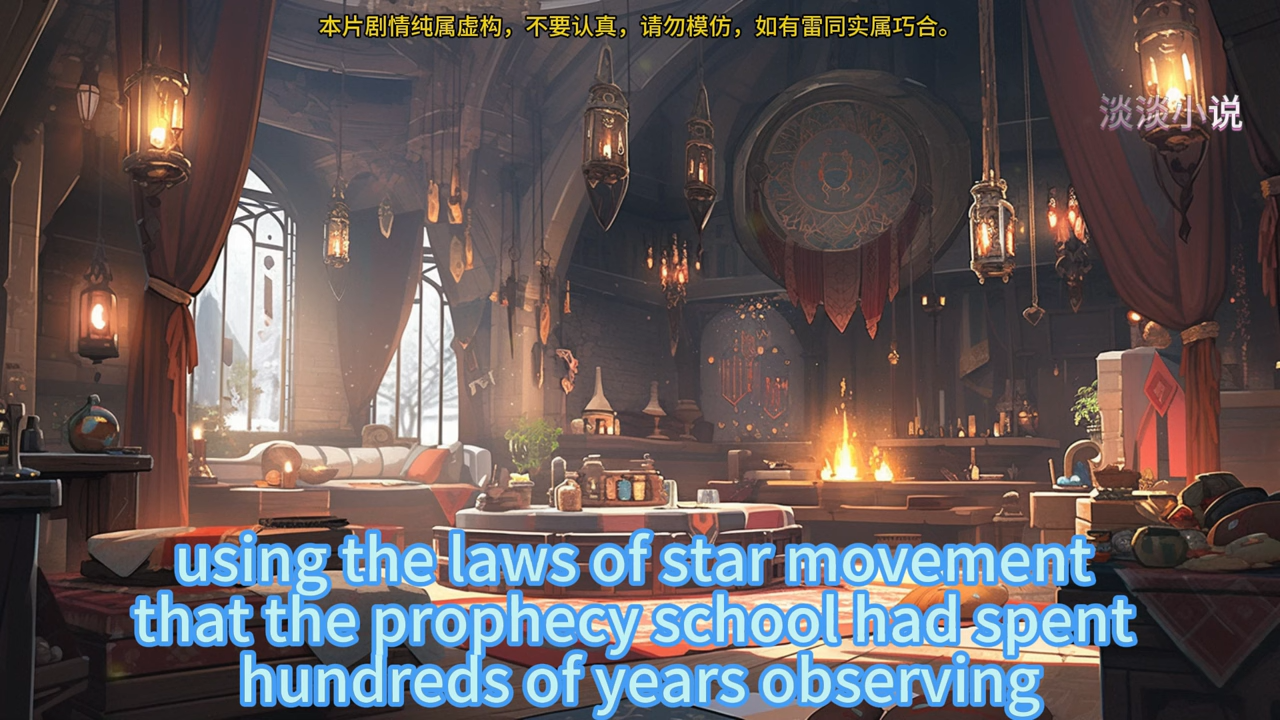 本片剧情纯属虚构，不要认真，请勿模仿，如有雷同实属巧合。
淡淡小说
using the laws of star movement
that the prophecy school had spent
hundreds of years observing